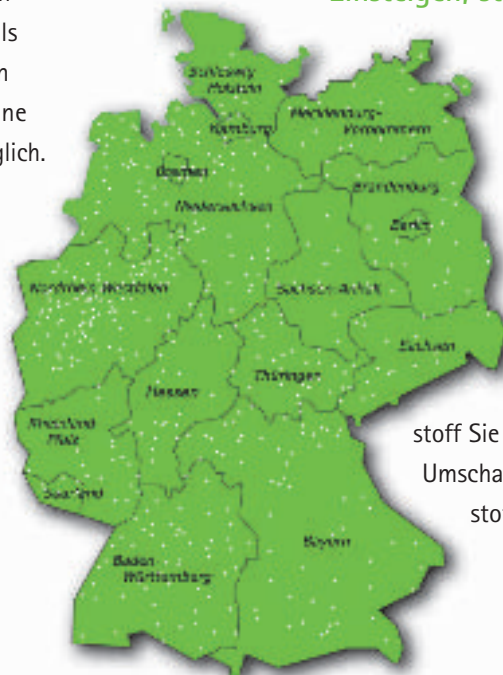 Einsteigen,
ls
ne
glich.
Schleswig
Holstein
Mecklenburg-
Vorpommern
Hamburg
Bremen
Brandenburg
Niedersachsen
Berlin
Nordrhein Westfalen
Sachsen-Anhalt
Sachsen
Thüringen
Hessen
Rheinland
Pfalz
stoff Sie
Saarland
Umscha
sto
Bayern
Baden
Württemberg